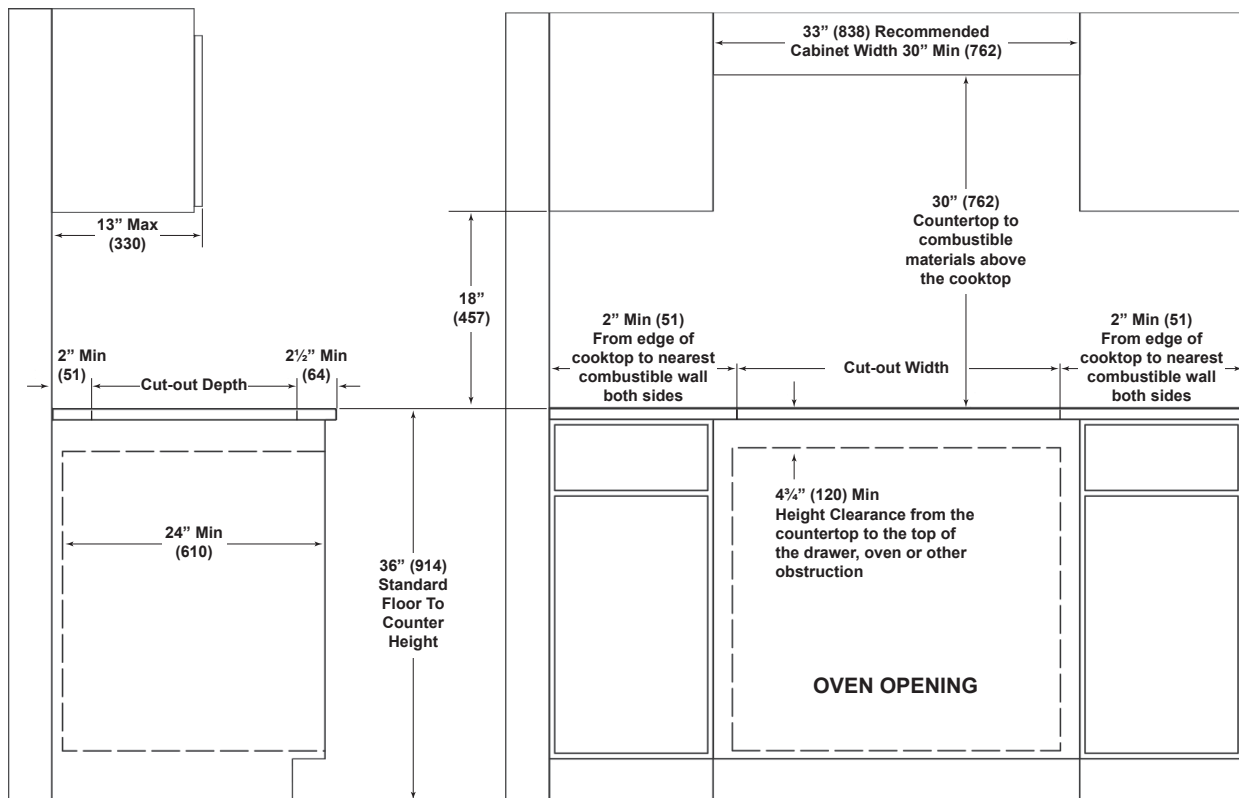 33” (838) Recommended
Cabinet Width 30” Min (762)
13” Max
(330)
30” (762)
Countertop to
combustible
materials above
the cooktop
18”
(457)
2” Min
(51)
Cut-out Depth
2½” Min
(64)
2” Min (51)
From edge of
cooktop to nearest
combustible wall
both sides
Cut-out Width
2” Min (51)
From edge of
cooktop to nearest
combustible wall
both sides
24” Min
(610)
36” (914)
Standard
Floor To
Counter
Height
4¾” (120) Min
Height Clearance from the
countertop to the top of
the drawer, oven or other
obstruction
OVEN OPENING